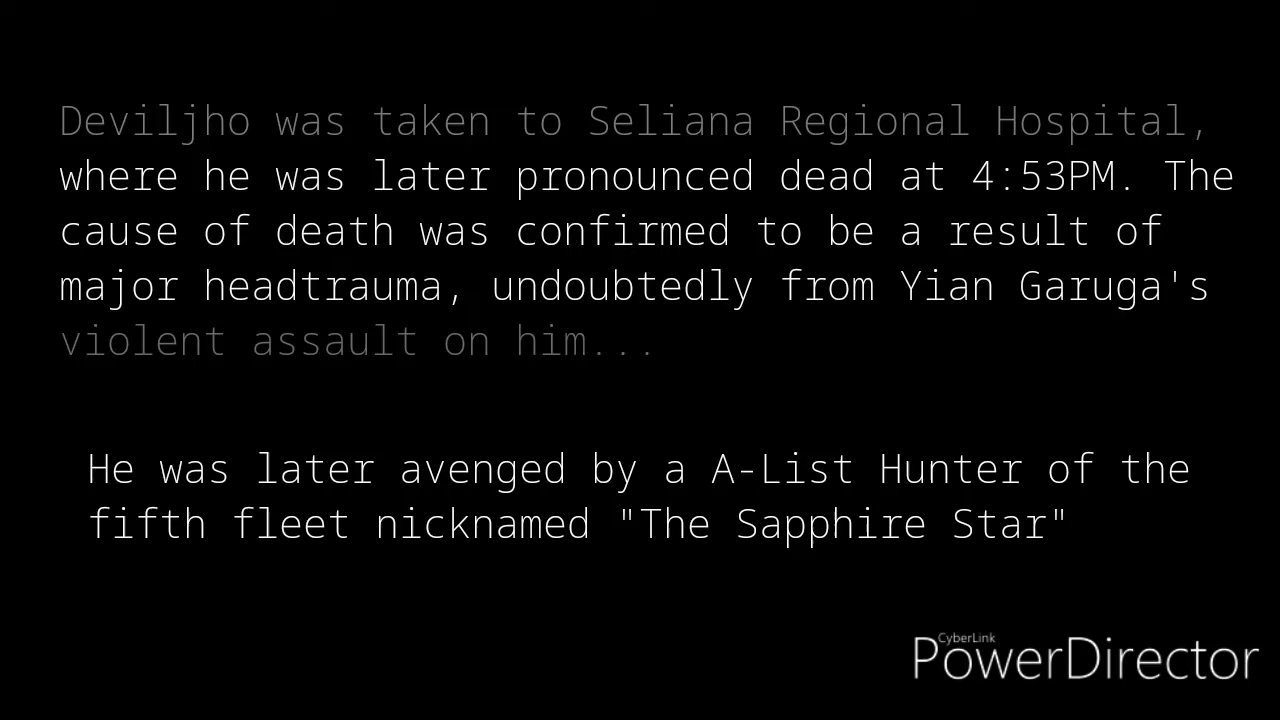 Deviljho was taken to Seliana Regional Hospital,
where he was later pronounced dead at 4:53PM. The
cause of death was confirmed to be a result of
major headtrauma, undoubtedly from Yian Garuga's
violent assault on him...
He was later avenged by a A-List Hunter of the
fifth fleet nicknamed "The Sapphire Star"
CyberLink
PowerDirector